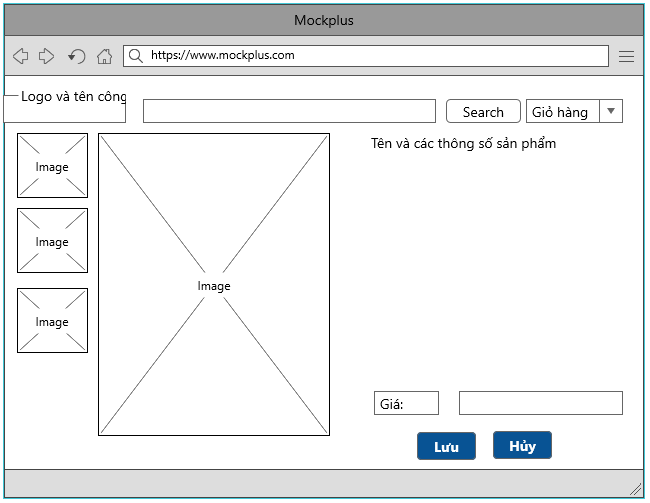 Mockplus
https://www.mockplus.com
Logo và tên công
Search
Giỏ hàng
Image
Image
Image
Image
Tên và các thông số sản phẩm
Giá:
Lưu
Hủy